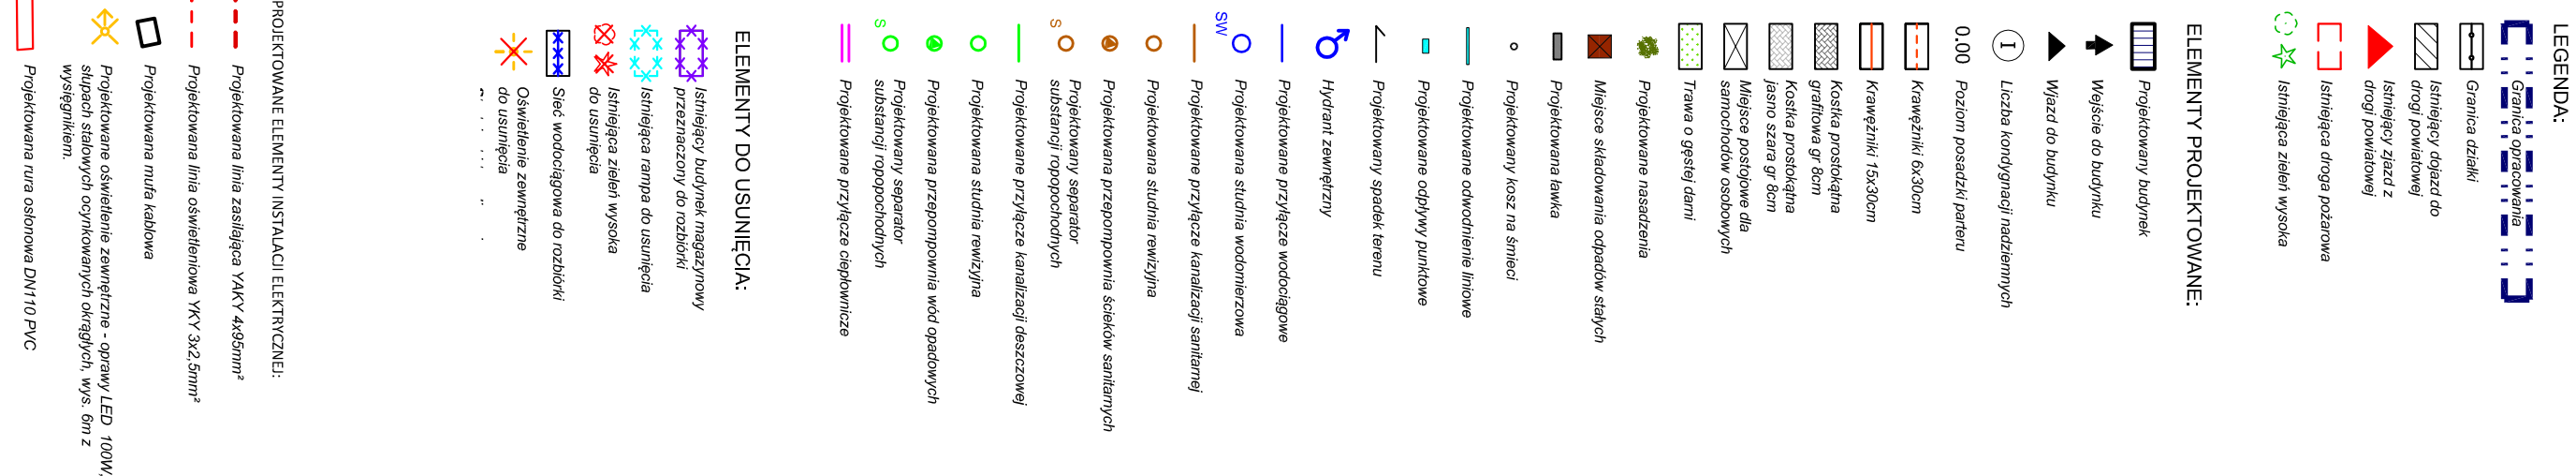 LEGENDA:
Granica opracowania
Granica działki
Istniejący dojazd do
drogi powiatowej
Istniejący zjazd z
drogi powiatowej
Istniejąca droga pożarowa
Istniejąca zieleń wysoka
ELEMENTY PROJEKTOWANE:
Projektowany budynek
Wejście do budynku
Wjazd do budynku
I
Liczba kondygnacji nadziemnych
0.00
Poziom posadzki parteru
Krawężniki 6x30cm
Krawężniki 15x30cm
Kostka prostokątna
grafitowa gr 8cm
Kostka prostokątna
jasno szara gr 8cm
Miejsce postojowe dla
samochodów osobowych
Trawa o gęstej darni
Projektowane nasadzenia
Miejsce składowania odpadów stałych
Projektowana ławka
Projektowany kosz na śmieci
Projektowane odwodnienie liniowe
Projektowane odpływy punktowe
Projektowany spadek terenu
Hydrant zewnętrzny
Projektowane przyłącze wodociągowe
SW
Projektowana studnia wodomierzowa
Projektowane przyłącze kanalizacji sanitarnej
Projektowana studnia rewizyjna
Projektowana przepompownia ścieków sanitarnych
S
Projektowany separator
substancji ropopochodnych
Projektowane przyłącze kanalizacji deszczowej
Projektowana studnia rewizyjna
Projektowana przepompownia wód opadowych
S
Projektowany separator
substancji ropopochodnych
Projektowane przyłącze ciepłownicze
ELEMENTY DO USUNIĘCIA:
Istniejący budynek magazynowy
przeznaczony do rozbiórki
Istniejąca rampa do usunięcia
Istniejąca zieleń wysoka
do usunięcia
Sieć wodociągowa do rozbiórki
Oświetlenie zewnętrzne
do usunięcia
PROJEKTOWANE ELEMENTY INSTALACJI ELEKTRYCZNEJ:
Projektowana linia zasilająca YAKY 4x95mm²
Projektowana linia oświetleniowa YKY 3x2,5mm²
Projektowana mufa kablowa
Projektowane oświetlenie zewnętrzne - oprawy LED 100W,
słupach stalowych ocynkowanych okrągłych, wys. 6m z
wysięgnikiem.
Projektowana rura osłonowa DN110 PVC